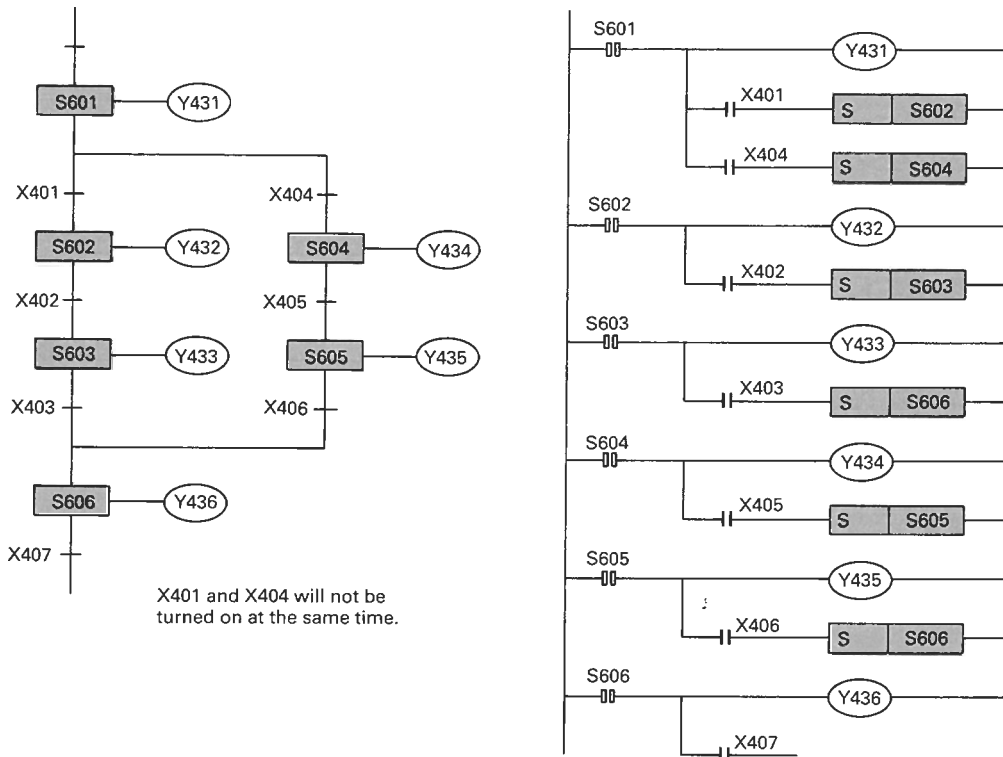 S601
Y431
X401
X404
S602
Y432
S604
Y434
X402
X405
S603
Y433
S605
Y435
X403
X406
S606
Y436
X407
X401 and X404 will not be
turned on at the same time.
S601
Y431
X401
S S602
X404
S S604
S602
Y432
X402
S S603
S603
Y433
X403
S S606
S604
Y434
X405
S S605
S605
Y435
X406
S S606
S606
Y436
X407